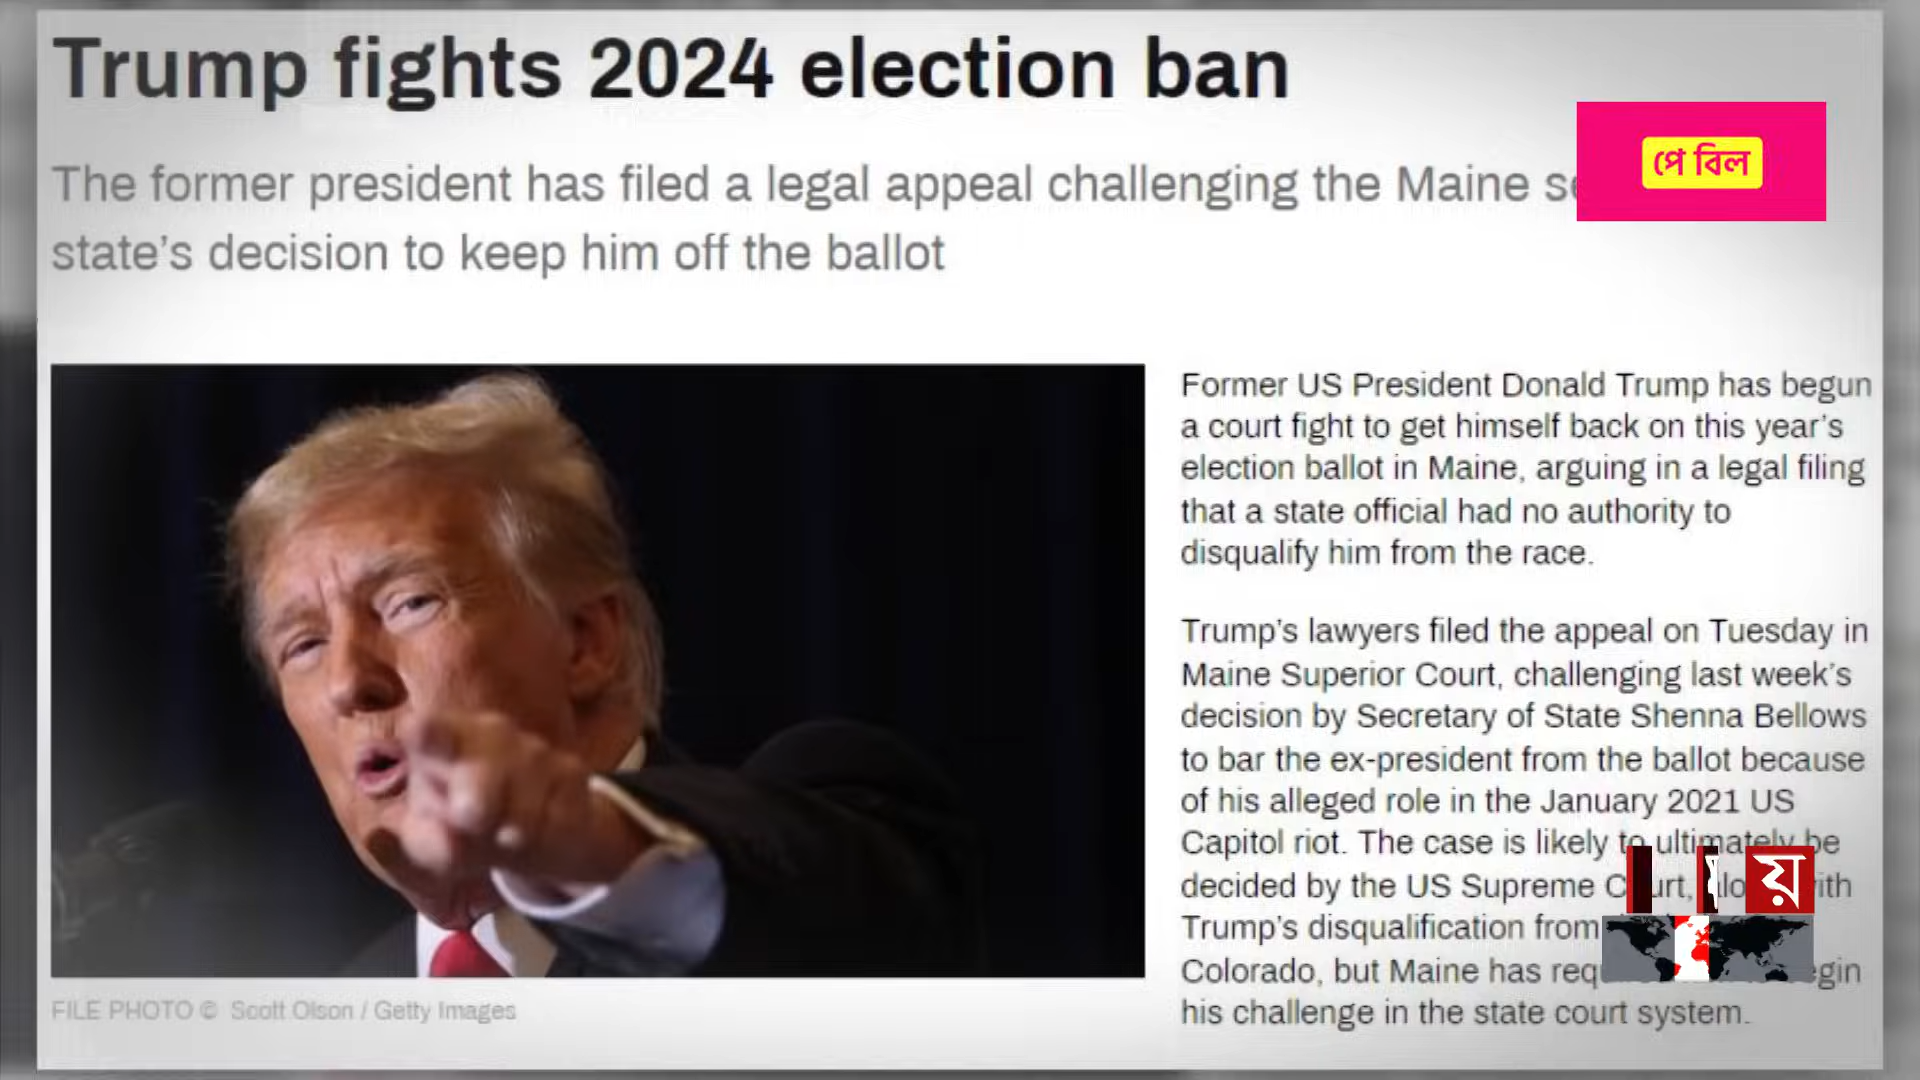 Trump fights 2024 election ban
The former president has filed a legal appeal challenging the Maine
state's decision to keep him off the ballot
পে বিল
Former US President Donald Trump has begun
a court fight to get himself back on this year's
election ballot in Maine, arguing in a legal filing
that a state official had no authority to
disqualify him from the race.
Trump's lawyers filed the appeal on Tuesday in
Maine Superior Court, challenging last week's
decision by Secretary of State Shenna Bellows
to bar the ex-president from the ballot because
of his alleged role in the January 2021 US
Capitol riot. The case is likely to ultimately be
decided by the US Supreme
Trump's disqualification from
Colorado, but Maine has
his challenge in the state court system.
য়
FILE PHOTO © Scott Olson / Getty Images